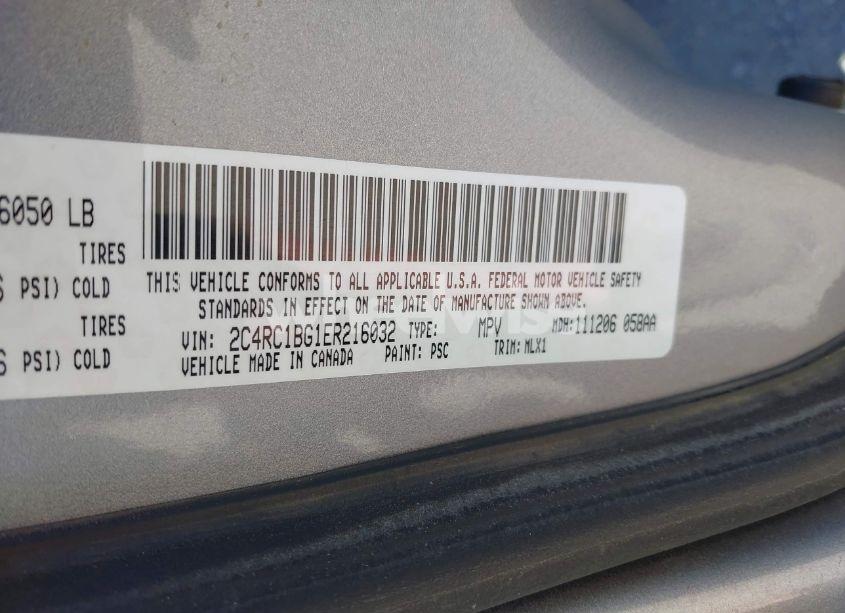 6050 LB
TIRES
PSI) COLD
TIRES
PSI) COLD
THIS VEHICLE CONFORMS TO ALL APPLICABLE U.S.A. FEDERAL MOTOR VEHICLE SAFETY
STANDARDS IN EFFECT ON THE DATE OF MANUFACTURE SHOWN ABOVE.
VIN: 2C4RC1BG1ER216032 TYPE: MPV MDH: 111206 058AA
VEHICLE MADE IN CANADA PAINT: PSC TRIM: MLX1